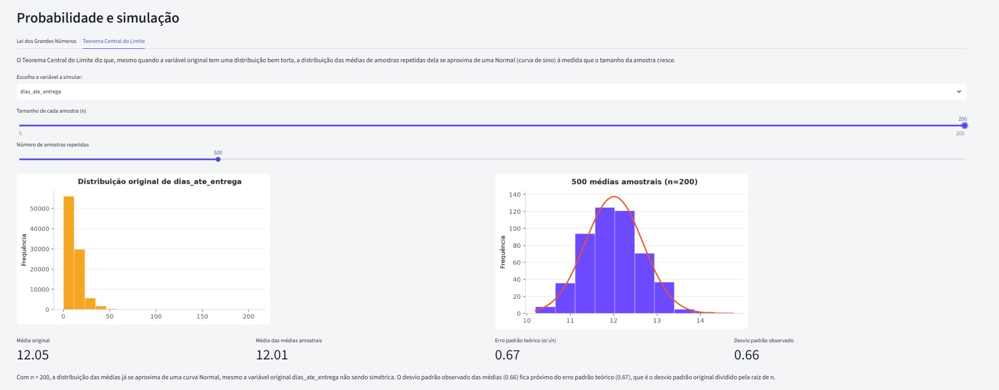 Probabilidade e simulação
Lei dos Grandes Números Teorema Central do Limite
O Teorema Central do Limite diz que, mesmo quando a variável original tem uma distribuição bem torta, a distribuição das médias de amostras repetidas dela se aproxima de uma Normal (curva de sino) à medida que o tamanho da amostra cresce.
Escolha a variável a simular:
dias_ate_entrega
Tamanho de cada amostra (n)
200
5 200
Número de amostras repetidas
500
Distribuição original de dias_ate_entrega
Frequência
50000
40000
30000
20000
10000
0
0 50 100 150 200
500 médias amostrais (n=200)
Frequência
140
120
100
80
60
40
20
0
10 11 12 13 14
Média original Média das médias amostrais Erro padrão teórico (σ/√n) Desvio padrão observado
12.05 12.01 0.67 0.66
Com n = 200, a distribuição das médias já se aproxima de uma curva Normal, mesmo a variável original dias_ate_entrega não sendo simétrica. O desvio padrão observado das médias (0.66) fica próximo do erro padrão teórico (0.67), que é o desvio padrão original dividido pela raiz de n.